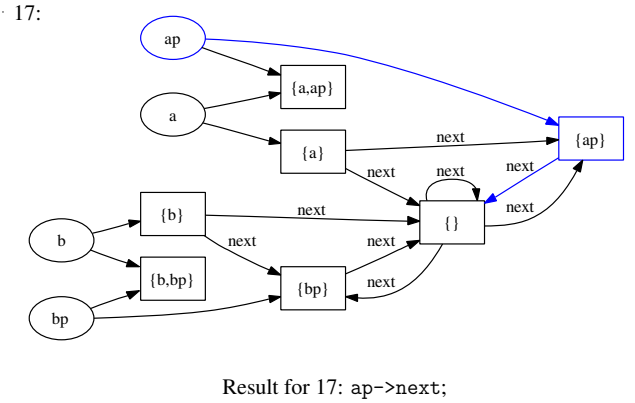 17:
ap
{a,ap}
a
next
{ap}
{a}
next
next
next
{b}
next
next
{}
b
next
next
{b,bp}
next
{bp}
bp
Result for 17: ap->next;